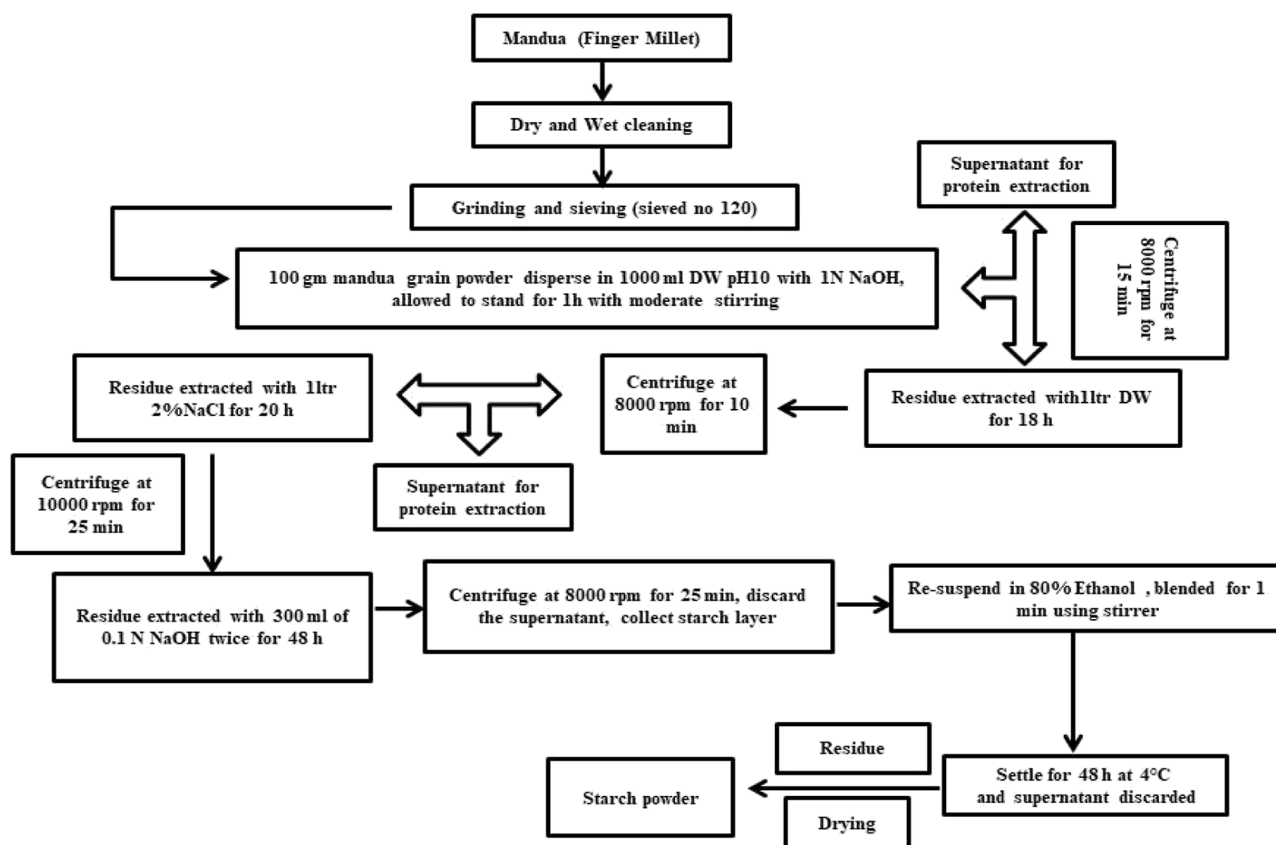 Mandua (Finger Millet)
Dry and Wet cleaning
Grinding and sieving (sieved no 120)
Supernatant for
protein extraction
Centrifuge at
8000 rpm for
15 min
100 gm mandua grain powder disperse in 1000 ml DW pH10 with 1N NaOH,
allowed to stand for 1h with moderate stirring
Residue extracted with1ltr DW
for 18 h
Centrifuge at
8000 rpm for 10
min
Residue extracted with 1ltr
2%NaCl for 20 h
Supernatant for
protein extraction
Centrifuge at
10000 rpm for
25 min
Residue extracted with 300 ml of
0.1 N NaOH twice for 48 h
Centrifuge at 8000 rpm for 25 min, discard
the supernatant, collect starch layer
Re-suspend in 80% Ethanol , blended for 1
min using stirrer
Settle for 48 h at 4°C
and supernatant discarded
Residue
Drying
Starch powder